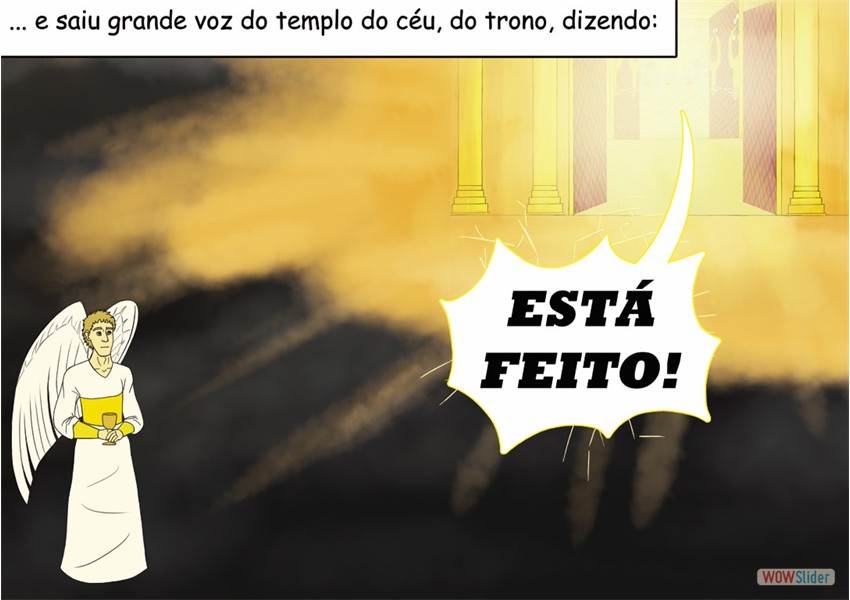 ... e saiu grande voz do templo do céu, do trono, dizendo:
ESTÁ
FEITO!
WOWSlider